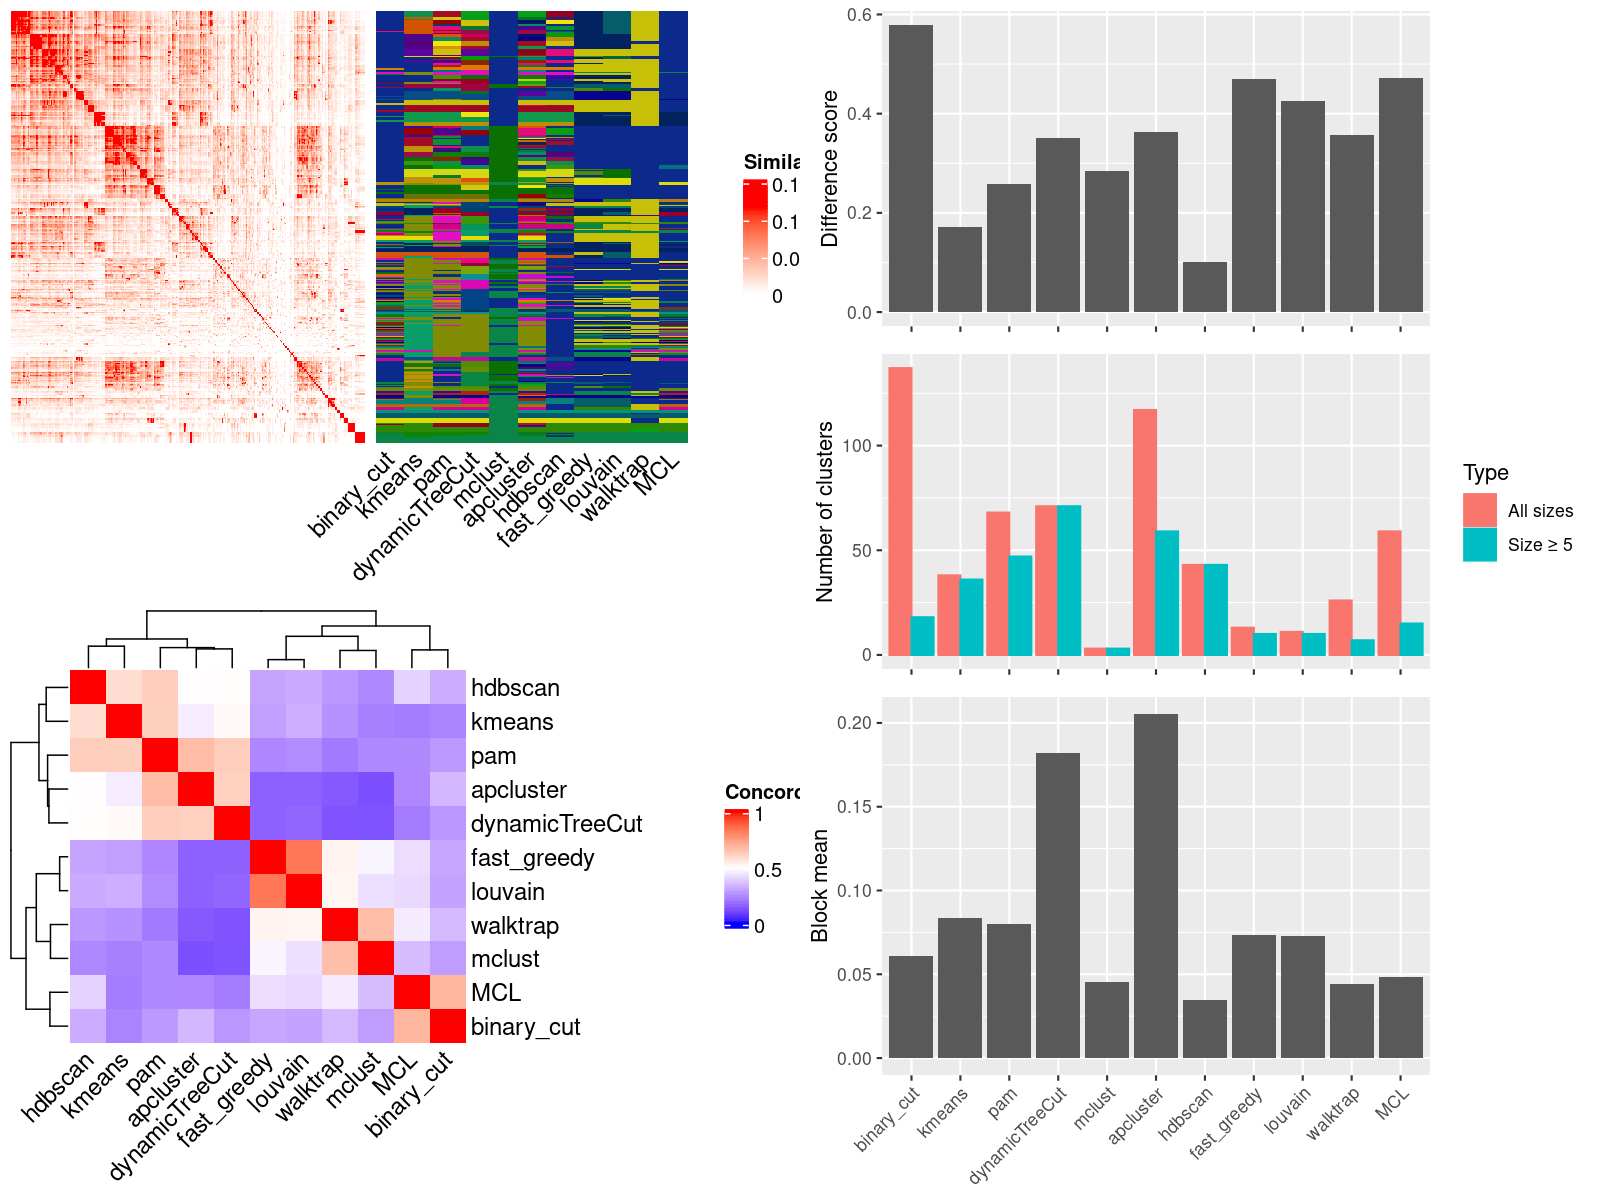 Simila
0.1
0.1
0.0
0
binary_cut
kmeans
pam
dynamicTreeCut
mclust
apcluster
hdbscan
fast_greedy
louvain
walktrap
MCL
hdbscan
kmeans
pam
apcluster
dynamicTreeCut
fast_greedy
louvain
walktrap
mclust
MCL
binary_cut
Concord
1
0.5
0
hdbscan
kmeans
pam
apcluster
dynamicTreeCut
fast_greedy
louvain
walktrap
mclust
MCL
binary_cut
Difference score
0.6
0.4
0.2
0.0
Number of clusters
100
50
0
Type
All sizes
Size ≥ 5
Block mean
0.20
0.15
0.10
0.05
0.00
binary_cut
kmeans
pam
dynamicTreeCut
mclust
apcluster
hdbscan
fast_greedy
louvain
walktrap
MCL